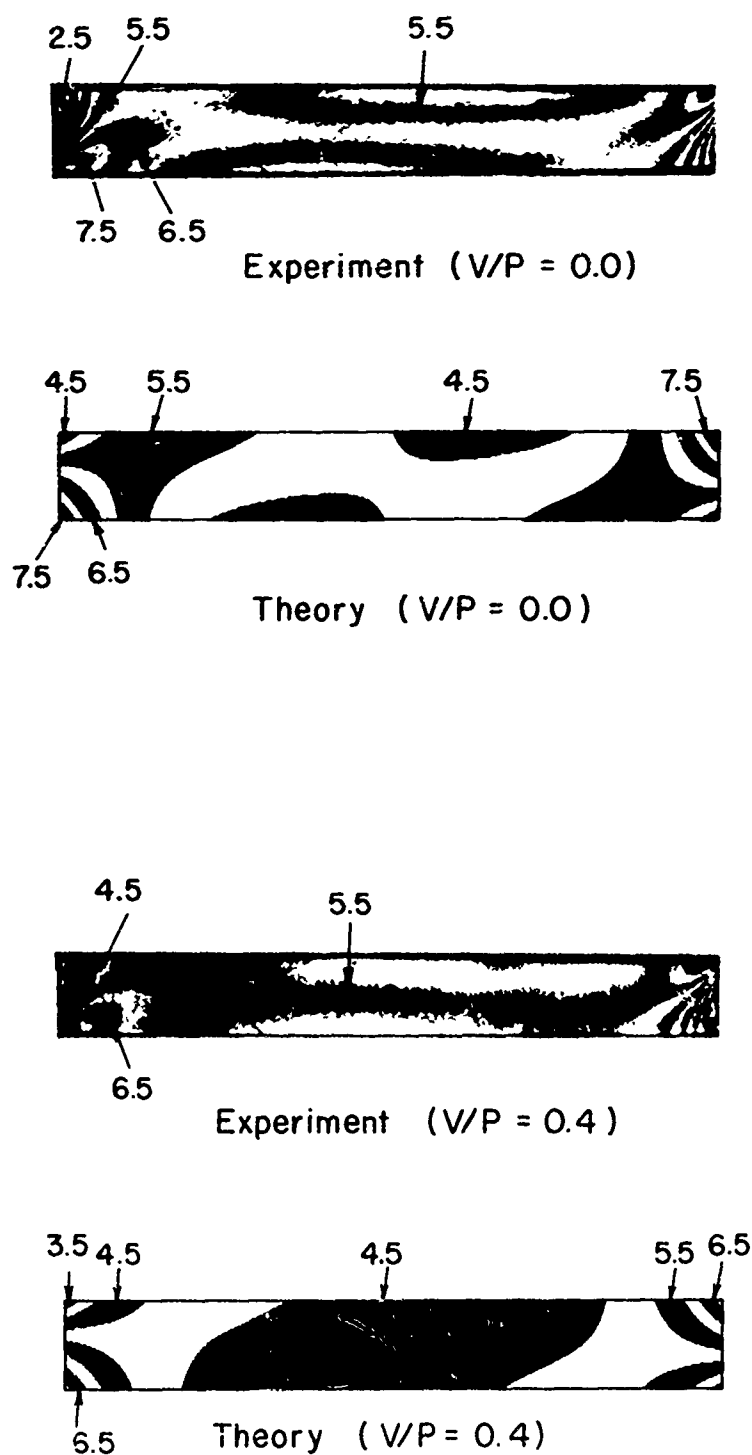 2.5 5.5 5.5
7.5 6.5
Experiment (V/P = 0.0)
4.5 5.5 4.5 7.5
7.5 6.5
Theory (V/P = 0.0)
4.5 5.5
6.5
Experiment (V/P = 0.4)
3.5 4.5 4.5 5.5 6.5
6.5
Theory (V/P = 0.4)